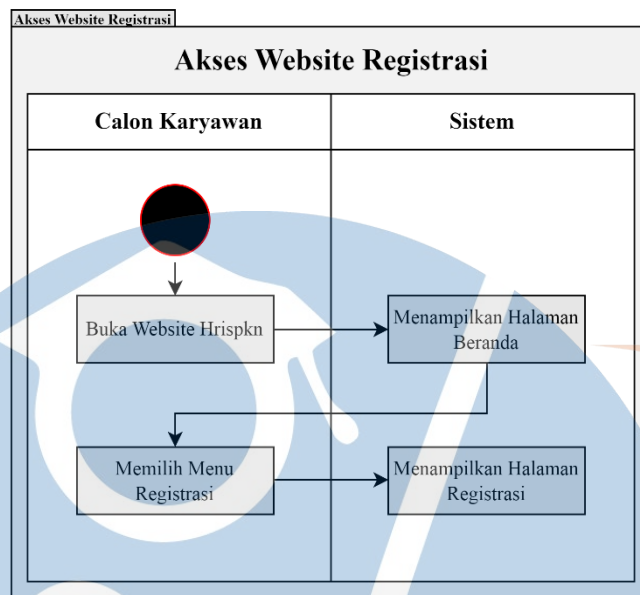 Akses Website Registrasi
Akses Website Registrasi
Calon Karyawan
Sistem
Buka Website Hrispkn
Menampilkan Halaman
Beranda
Memilih Menu
Registrasi
Menampilkan Halaman
Registrasi